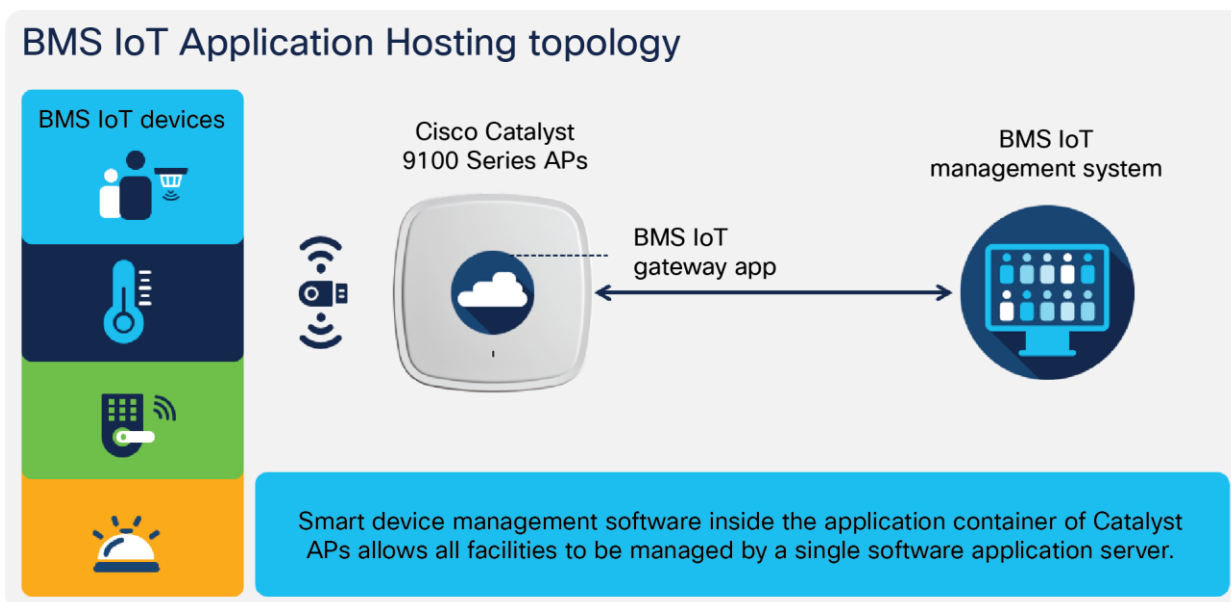 BMS IoT Application Hosting topology
BMS IoT devices
Cisco Catalyst
9100 Series APs
BMS IoT
gateway app
BMS IoT
management system
Smart device management software inside the application container of Catalyst
APs allows all facilities to be managed by a single software application server.